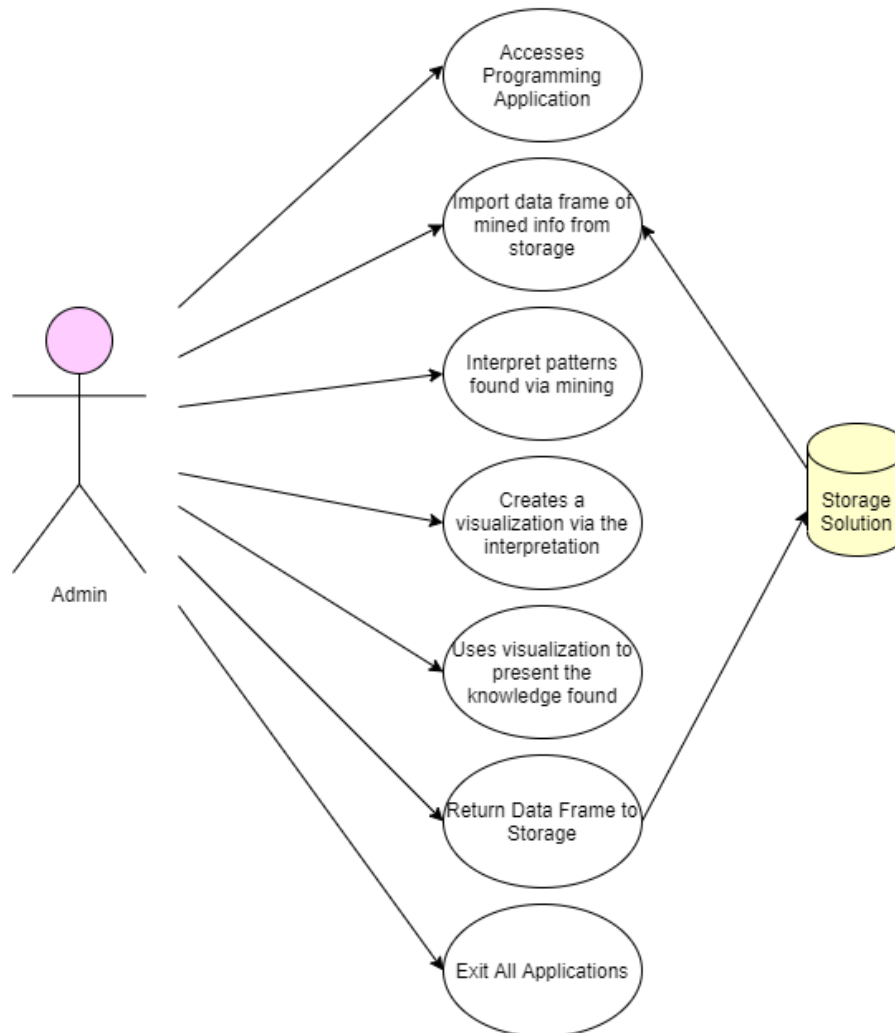 Accesses
Programming
Application
Import data frame of
mined info from
storage
Interpret patterns
found via mining
Creates a
visualization via the
interpretation
Storage
Solution
Admin
Uses visualization to
present the
knowledge found
Return Data Frame to
Storage
Exit All Applications